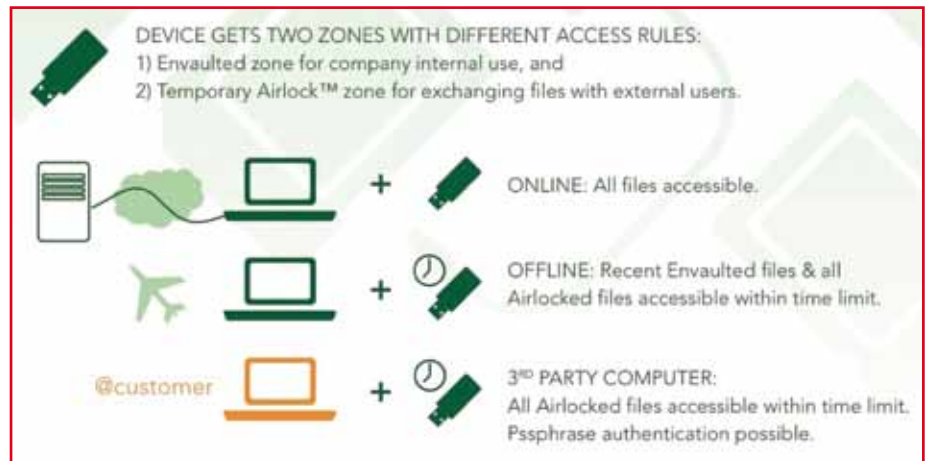 DEVICE GETS TWO ZONES WITH DIFFERENT ACCESS RULES:
1) Envaulted zone for company internal use, and
2) Temporary Airlock™ zone for exchanging files with external users.
+ ONLINE: All files accessible.
+ OFFLINE: Recent Envaulted files & all
Airlocked files accessible within time limit.
@customer + 3RD PARTY COMPUTER:
All Airlocked files accessible within time limit.
Pssphrase authentication possible.